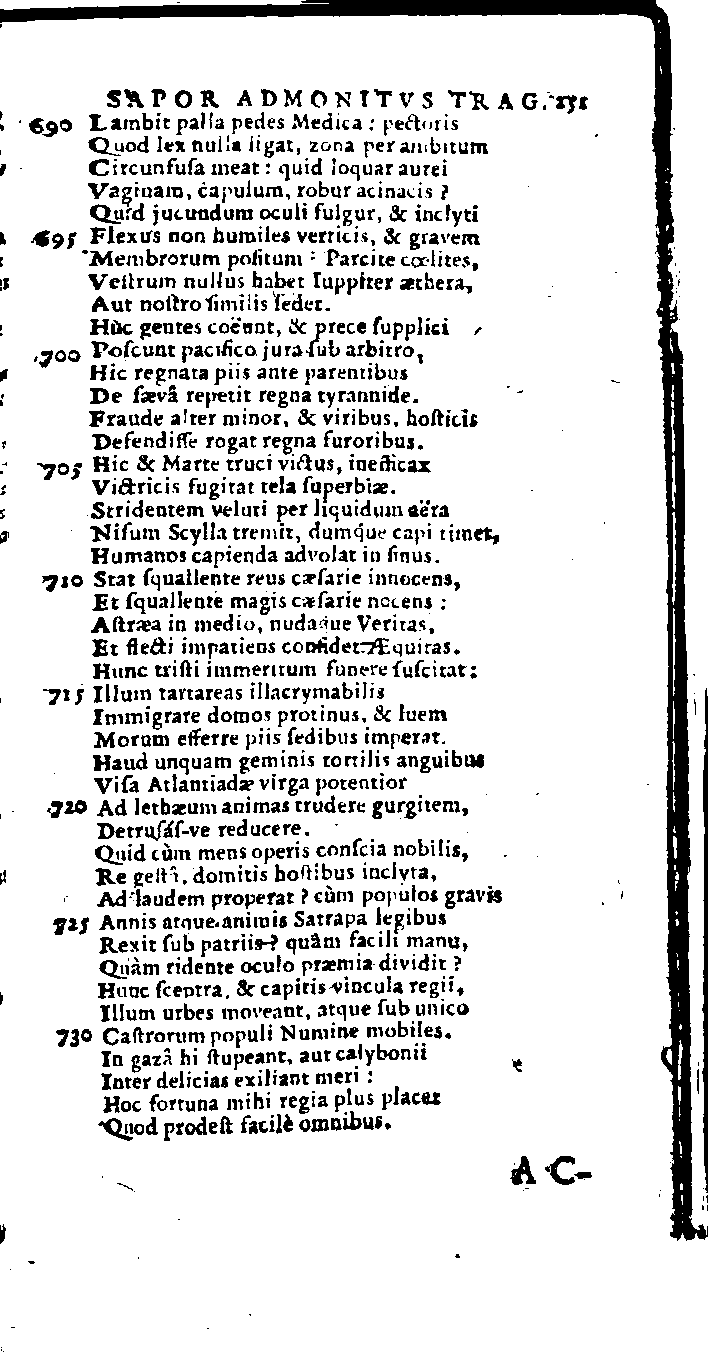 SAPOR ADMONITVS TRAG. 151
690 Lambit palla pedes Medica : pectoris
Quod lex nulla ligat, zona per ambitum
Circunfuſa meat : quid loquar aurei
Vaginam, capulum, robur acinacis ?
Quid jucundum oculi fulgur, & inclyti
695 Flexus non humiles verticis, & gravem
Membrorum poſitum ? Parcite cœlites,
Veſtrum nullus habet Iuppiter æthera,
Aut noſtro ſimilis ſedet.
Hùc gentes coëunt, & prece ſupplici
700 Poſcunt pacifico jura ſub arbitro,
Hic regnata piis ante parentibus
De ſævâ repetit regna tyrannide.
Fraude alter minor, & viribus, hoſticis
Defendiſſe rogat regna furoribus.
705 Hic & Marte truci victus, inefficax
Victricis fugitat tela ſuperbiæ.
Stridentem veluti per liquidum aëra
Niſum Scylla tremit, dumque capi timet,
Humanos capienda advolat in ſinus.
710 Stat ſquallente reus cæſarie innocens,
Et ſquallente magis cæſarie nocens :
Aſtræa in medio, nudaque Veritas,
Et flecti impatiens confidet Æquitas.
Hunc triſti immeritum funere ſuſcitat :
715 Illum tartareas illacrymabilis
Immigrare domos protinus, & luem
Morum efferre piis ſedibus imperat.
Haud unquam geminis tortilis anguibus
Viſa Atlantiadæ virga potentior
720 Ad lethæum animas trudere gurgitem,
Detruſáſ-ve reducere.
Quid cùm mens operis conſcia nobilis,
Re geſtâ, domitis hoſtibus inclyta,
Ad laudem properat ? cùm populos gravis
725 Annis atque animis Satrapa legibus
Rexit ſub patriis ? quâm facili manu,
Quàm ridente oculo præmia dividit ?
Hunc ſceptra, & capitis vincula regii,
Illum urbes moveant, atque ſub unico
730 Caſtrorum populi Numine mobiles.
In gazâ hi ſtupeant, aut calybonii
Inter delicias exiliant meri :
Hoc fortuna mihi regia plus placet
Quod prodeſt facilè omnibus.
A C-